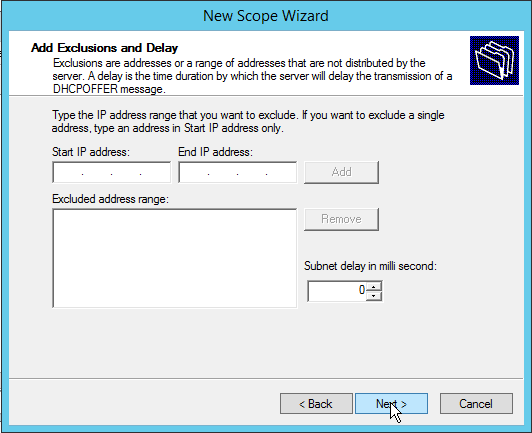 New Scope Wizard
Add Exclusions and Delay
Exclusions are addresses or a range of addresses that are not distributed by the
server. A delay is the time duration by which the server will delay the transmission of a
DHCPOFFER message.
Type the IP address range that you want to exclude. If you want to exclude a single
address, type an address in Start IP address only.
Start IP address: End IP address:
. . . . . . Add
Excluded address range:
Remove
Subnet delay in milli second:
0
< Back Next > Cancel